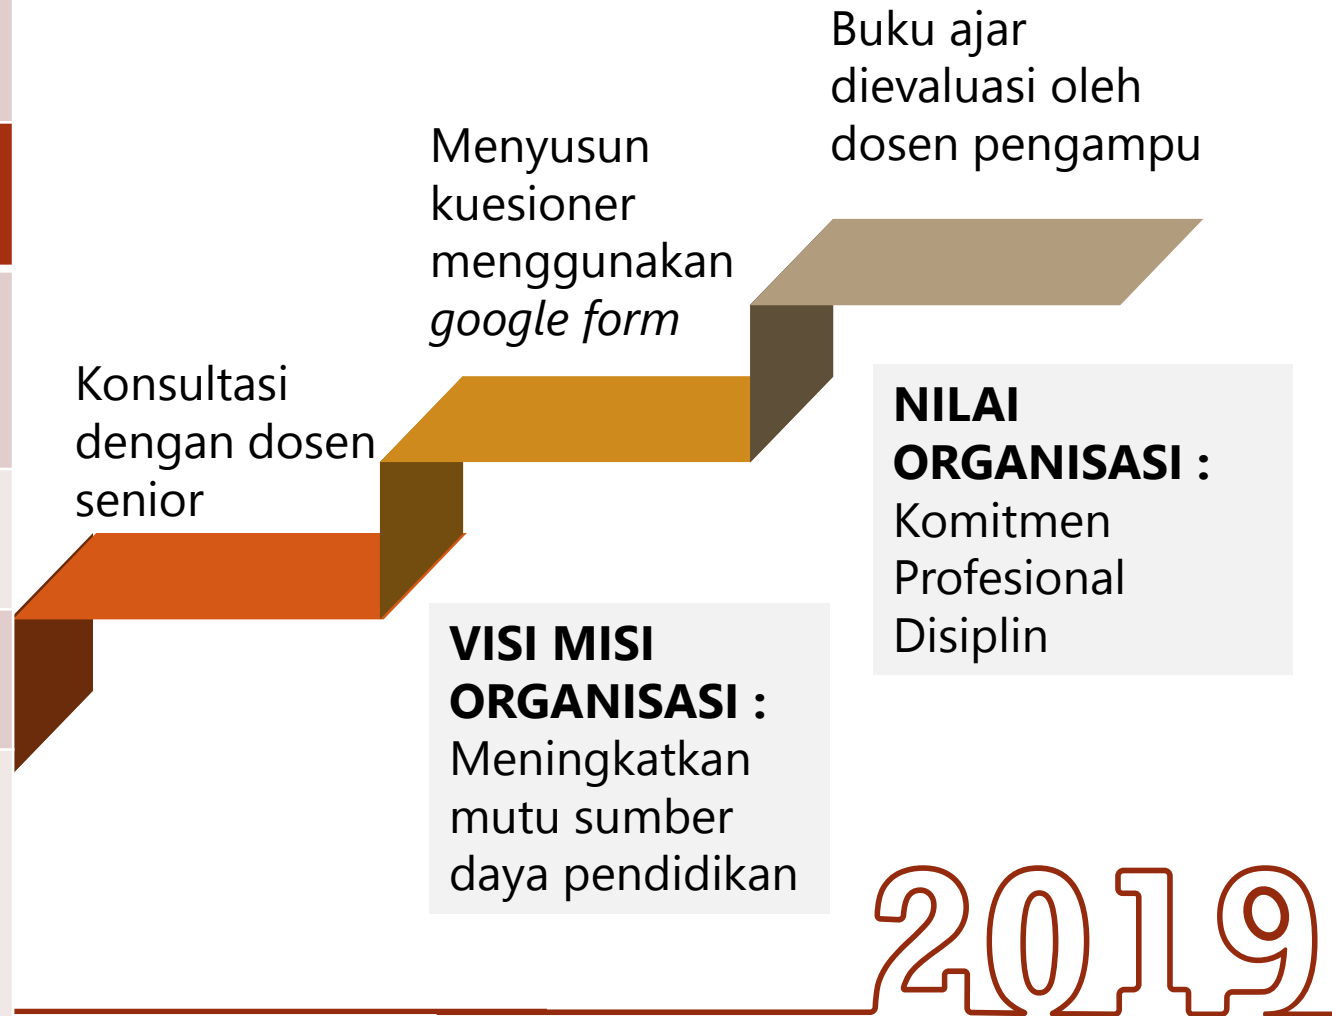 Konsultasi
dengan dosen
senior
Menyusun
kuesioner
menggunakan
google form
Buku ajar
dievaluasi oleh
dosen pengampu
VISI MISI
ORGANISASI :
Meningkatkan
mutu sumber
daya pendidikan
NILAI
ORGANISASI :
Komitmen
Profesional
Disiplin
2019